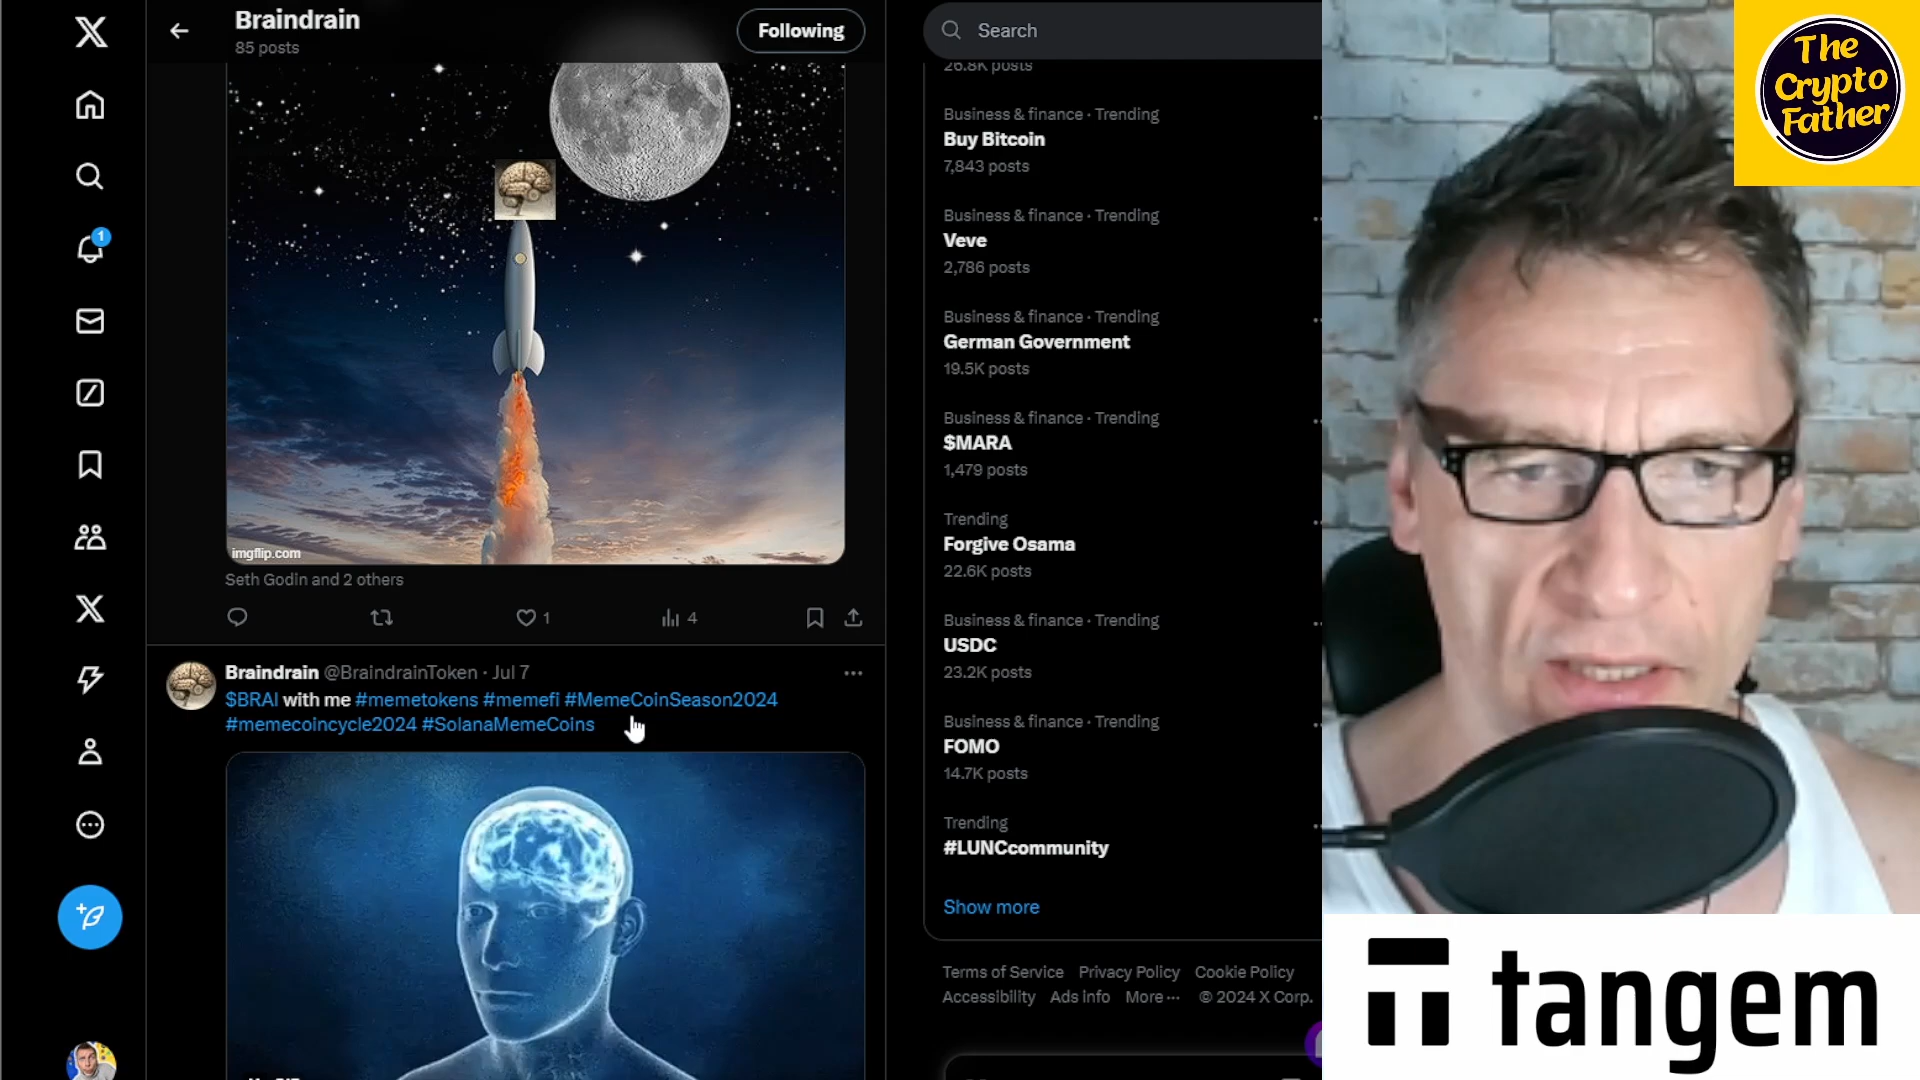 Braindrain
85 posts
Following
Search
26.8K posts
Business & finance · Trending
Buy Bitcoin
7,843 posts
Business & finance · Trending
Veve
2,786 posts
Business & finance · Trending
German Government
19.5K posts
Business & finance · Trending
$MARA
1,479 posts
Trending
Forgive Osama
22.6K posts
Business & finance · Trending
USDC
23.2K posts
Business & finance · Trending
FOMO
14.7K posts
Trending
#LUNCcommunity
Show more
Terms of Service Privacy Policy Cookie Policy
Accessibility Ads info More ··· © 2024 X Corp.
1
imgflip.com
Seth Godin and 2 others
1
4
Braindrain @BraindrainToken · Jul 7
$BRAI with me #memetokens #memefi #MemeCoinSeason2024
#memecoincycle2024 #SolanaMemeCoins
The
Crypto
Father
tangem